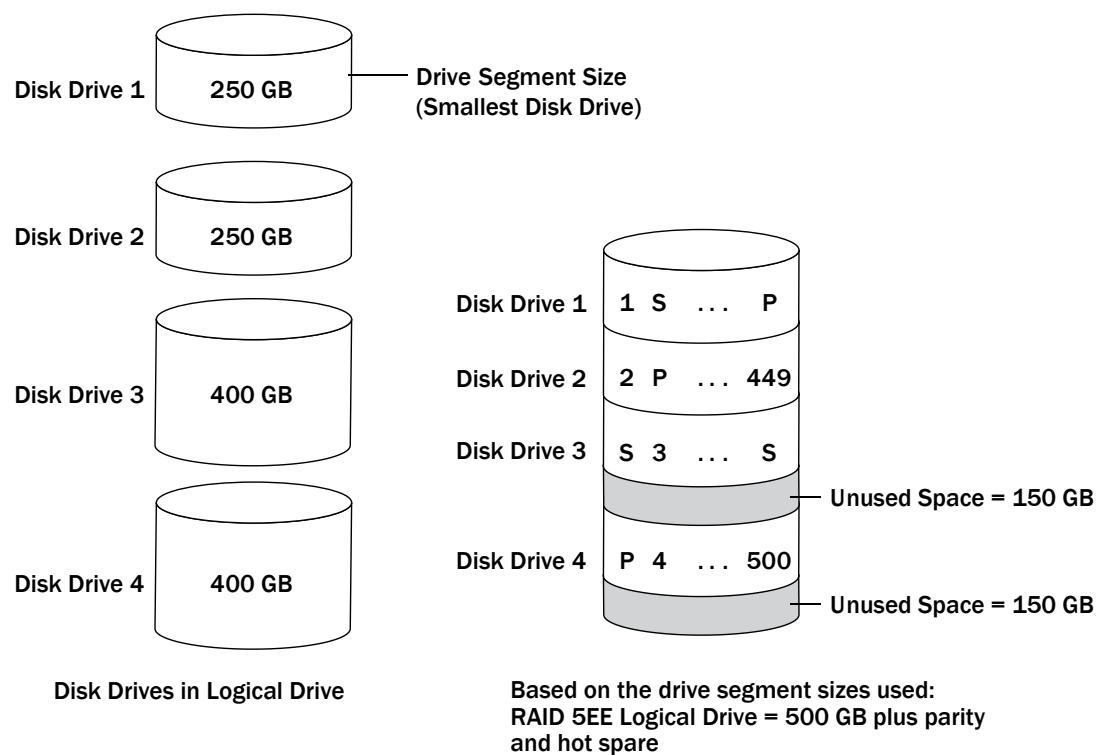 Disk Drive 1
250 GB
Drive Segment Size
(Smallest Disk Drive)
Disk Drive 2
250 GB
Disk Drive 3
400 GB
Disk Drive 4
400 GB
Disk Drives in Logical Drive
Disk Drive 1
1 S ... P
Disk Drive 2
2 P ... 449
Disk Drive 3
S 3 ... S
Unused Space = 150 GB
Disk Drive 4
P 4 ... 500
Unused Space = 150 GB
Based on the drive segment sizes used:
RAID 5EE Logical Drive = 500 GB plus parity
and hot spare